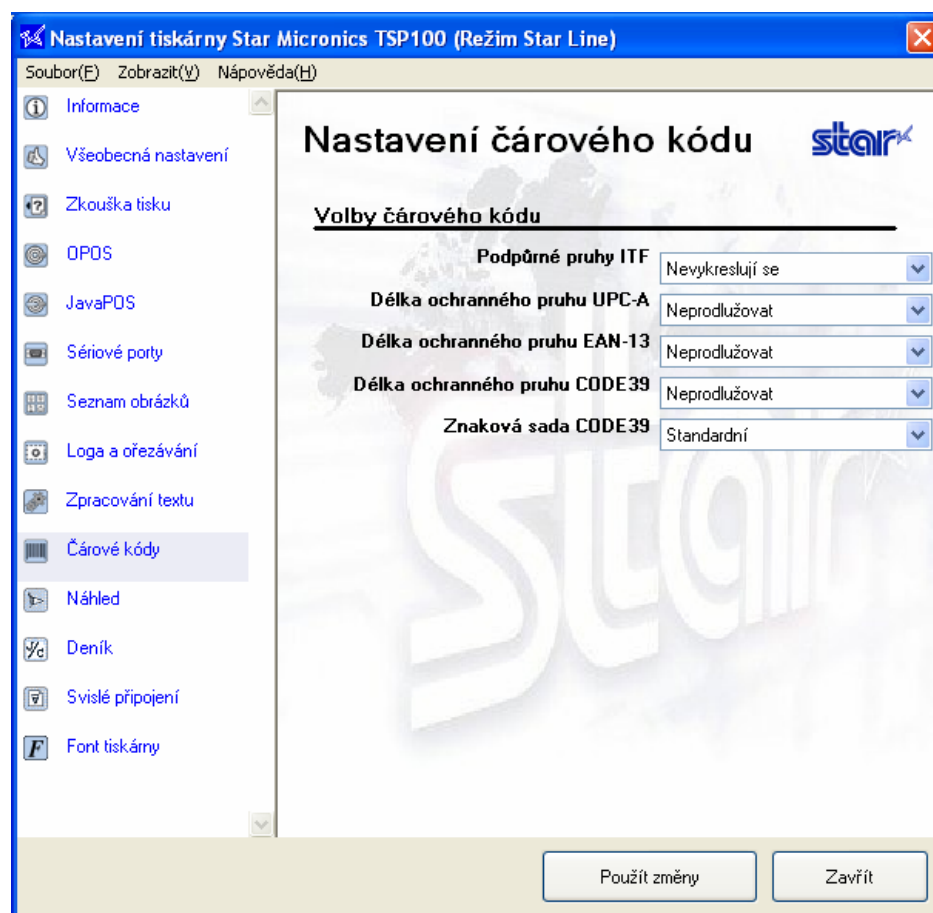 Nastavení tiskárny Star Micronics TSP100 (Režim Star Line)
Soubor(F) Zobrazit(V) Nápověda(H)
Informace
Všeobecná nastavení
Zkouška tisku
OPOS
JavaPOS
Sériové porty
Seznam obrázků
Loga a ořezávání
Zpracování textu
Čárové kódy
Náhled
Deník
Svislé připojení
Font tiskárny
Nastavení čárového kódu
star
Volby čárového kódu
Podpůrné pruhy ITF Nevykreslují se
Délka ochranného pruhu UPC-A Neprodlužovat
Délka ochranného pruhu EAN-13 Neprodlužovat
Délka ochranného pruhu CODE39 Neprodlužovat
Znaková sada CODE39 Standardní
star
Použít změny Zavřít